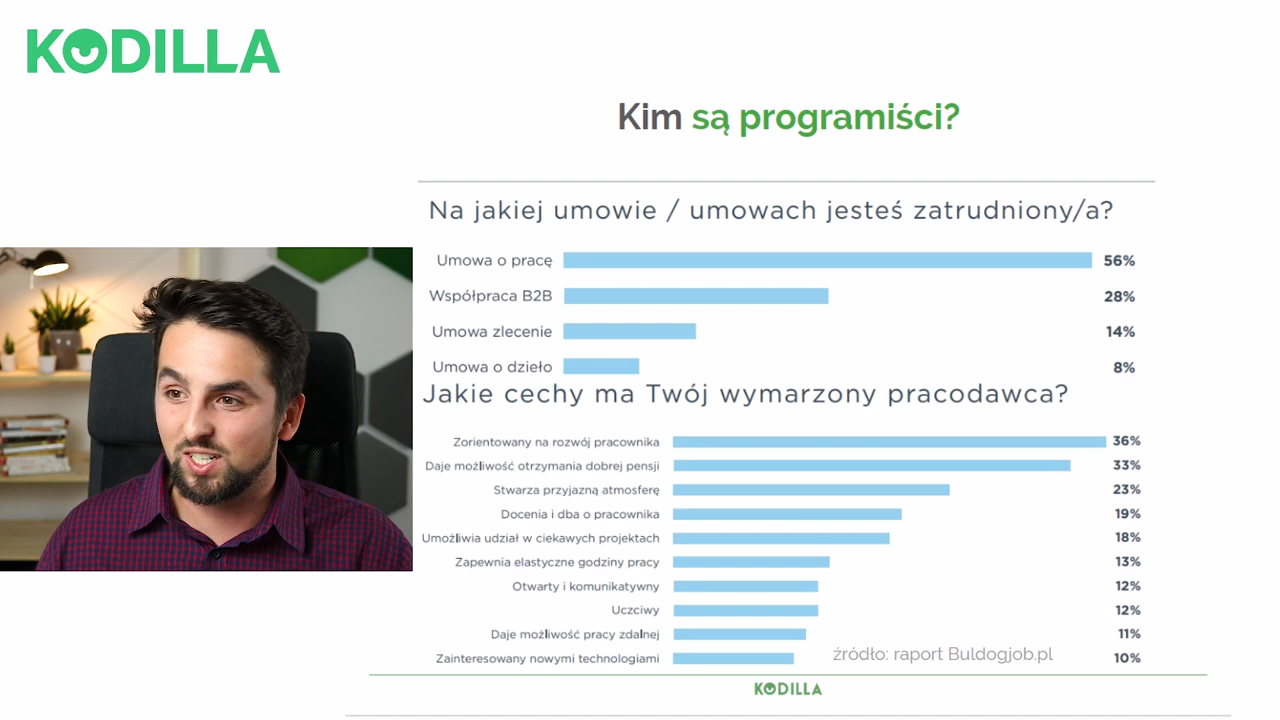 KODILLA
Kim są programiści?
Na jakiej umowie / umowach jesteś zatrudniony/a?
Umowa o pracę 56%
Współpraca B2B 28%
Umowa zlecenie 14%
Umowa o dzieło 8%
Jakie cechy ma Twój wymarzony pracodawca?
Zorientowany na rozwój pracownika 36%
Daje możliwość otrzymania dobrej pensji 33%
Stwarza przyjazną atmosferę 23%
Docenia i dba o pracownika 19%
Umożliwia udział w ciekawych projektach 18%
Zapewnia elastyczne godziny pracy 13%
Otwarty i komunikatywny 12%
Uczciwy 12%
Daje możliwość pracy zdalnej 11%
Zainteresowany nowymi technologiami 10%
źródło: raport Buldogjob.pl
KODILLA